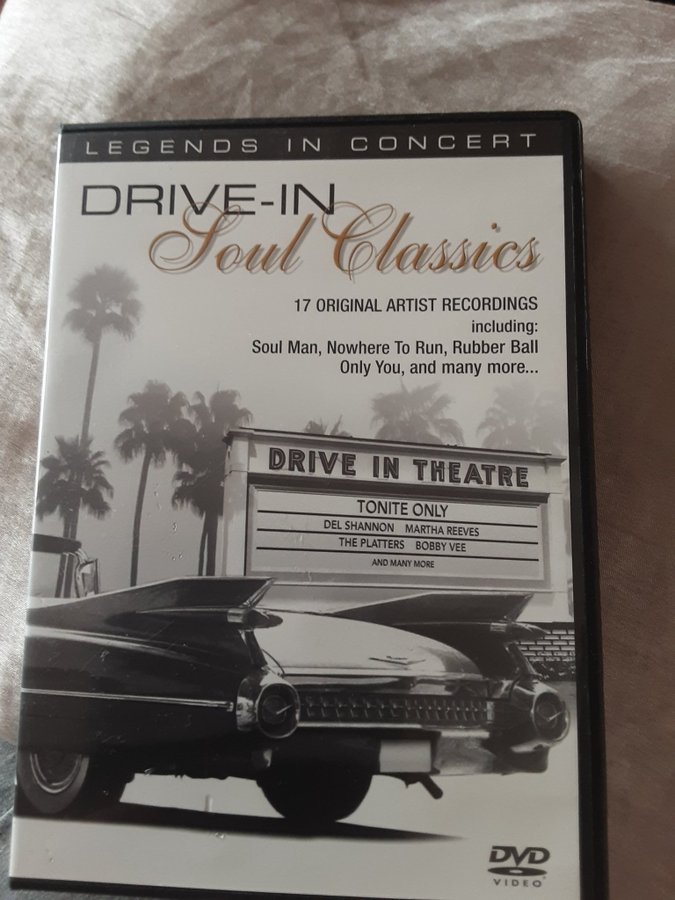 LEGENDS IN CONCERT
DRIVE-IN
Soul Classics
17 ORIGINAL ARTIST RECORDINGS
including:
Soul Man, Nowhere To Run, Rubber Ball
Only You, and many more...
DRIVE IN THEATRE
TONITE ONLY
DEL SHANNON MARTHA REEVES
THE PLATTERS BOBBY VEE
AND MANY MORE
DVD
VIDEO